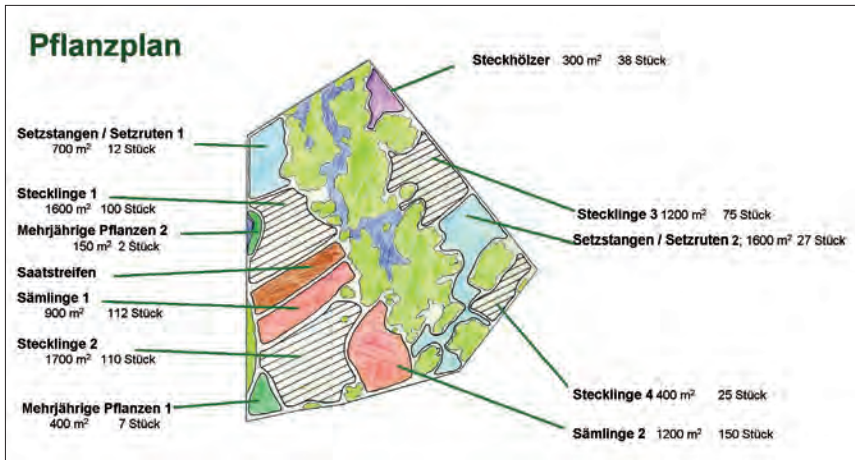 Pflanzplan
Setzstangen / Setzruten 1
700 m² 12 Stück
Stecklinge 1
1600 m² 100 Stück
Mehrjährige Pflanzen 2
150 m² 2 Stück
Saatstreifen
Sämlinge 1
900 m² 112 Stück
Stecklinge 2
1700 m² 110 Stück
Mehrjährige Pflanzen 1
400 m² 7 Stück
Steckhölzer 300 m² 38 Stück
Stecklinge 3 1200 m² 75 Stück
Setzstangen / Setzruten 2; 1600 m² 27 Stück
Stecklinge 4 400 m² 25 Stück
Sämlinge 2 1200 m² 150 Stück